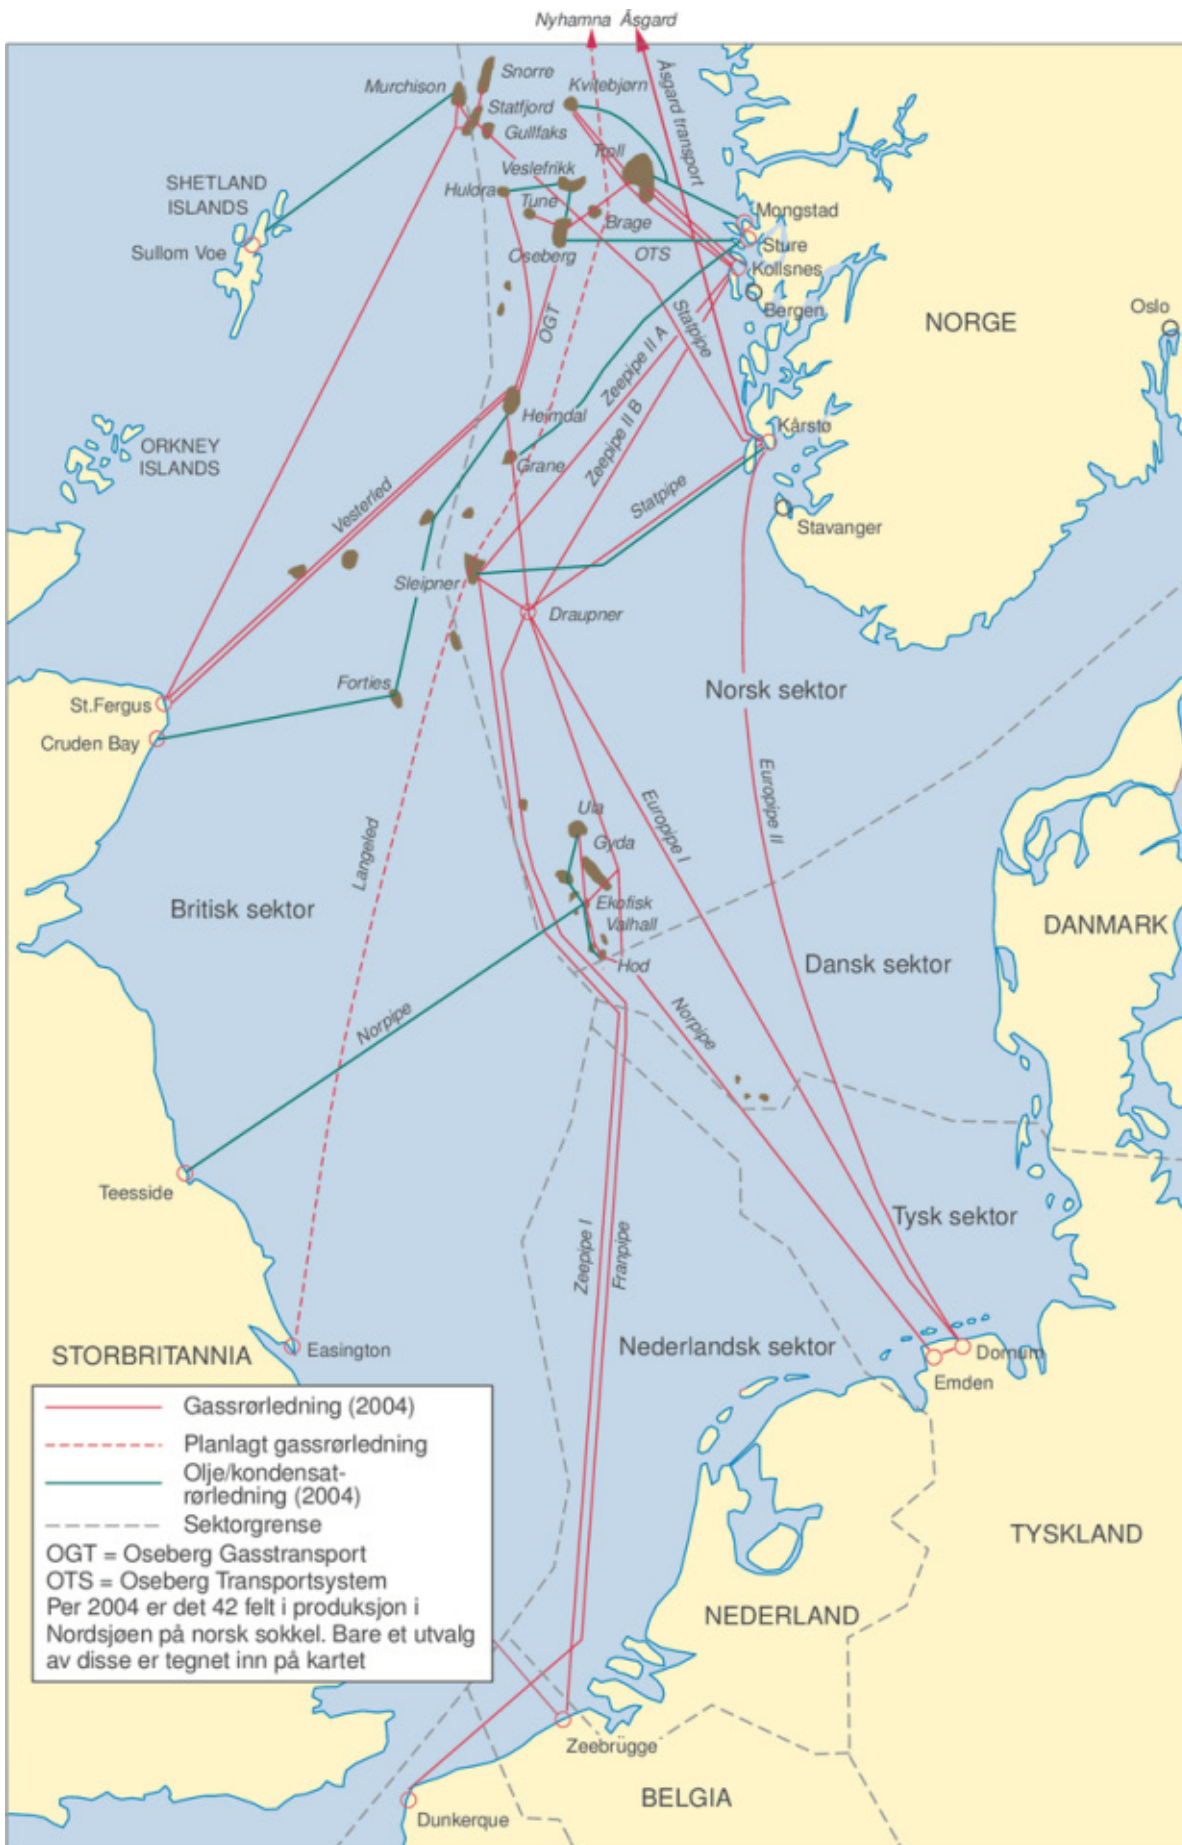 Nyhamna
Åsgard
Snorre
Murchison
Kvitebjørn
Åsgard transport
Statfjord
Gullfaks
Troll
Veslefrikk
SHETLAND
ISLANDS
Huldra
Tune
Brage
Mongstad
Sullom Voe
Oseberg
OTS
Sture
Kollsnes
Bergen
Oslo
NORGE
OGT
Statpipe
Zeepipe II A
Zeepipe II B
Heimdal
Kårstø
ORKNEY
ISLANDS
Grane
Vesterled
Statpipe
Stavanger
Sleipner
Draupner
Forties
Norsk sektor
St.Fergus
Cruden Bay
Europipe II
Europipe I
Ula
Gyda
Langeled
Ekofisk
Valhall
Britisk sektor
DANMARK
Hod
Dansk sektor
Norpipe
Norpipe
Teesside
Tysk sektor
Zeepipe I
Franpipe
Nederlandsk sektor
Easington
STORBRITANNIA
Dornum
Emden
Gassrørledning (2004)
Planlagt gassrørledning
Olje/kondensat-
rørledning (2004)
Sektorgrense
OGT = Oseberg Gasstransport
OTS = Oseberg Transportsystem
Per 2004 er det 42 felt i produksjon i
Nordsjøen på norsk sokkel. Bare et utvalg
av disse er tegnet inn på kartet
TYSKLAND
NEDERLAND
Zeebrügge
BELGIA
Dunkerque